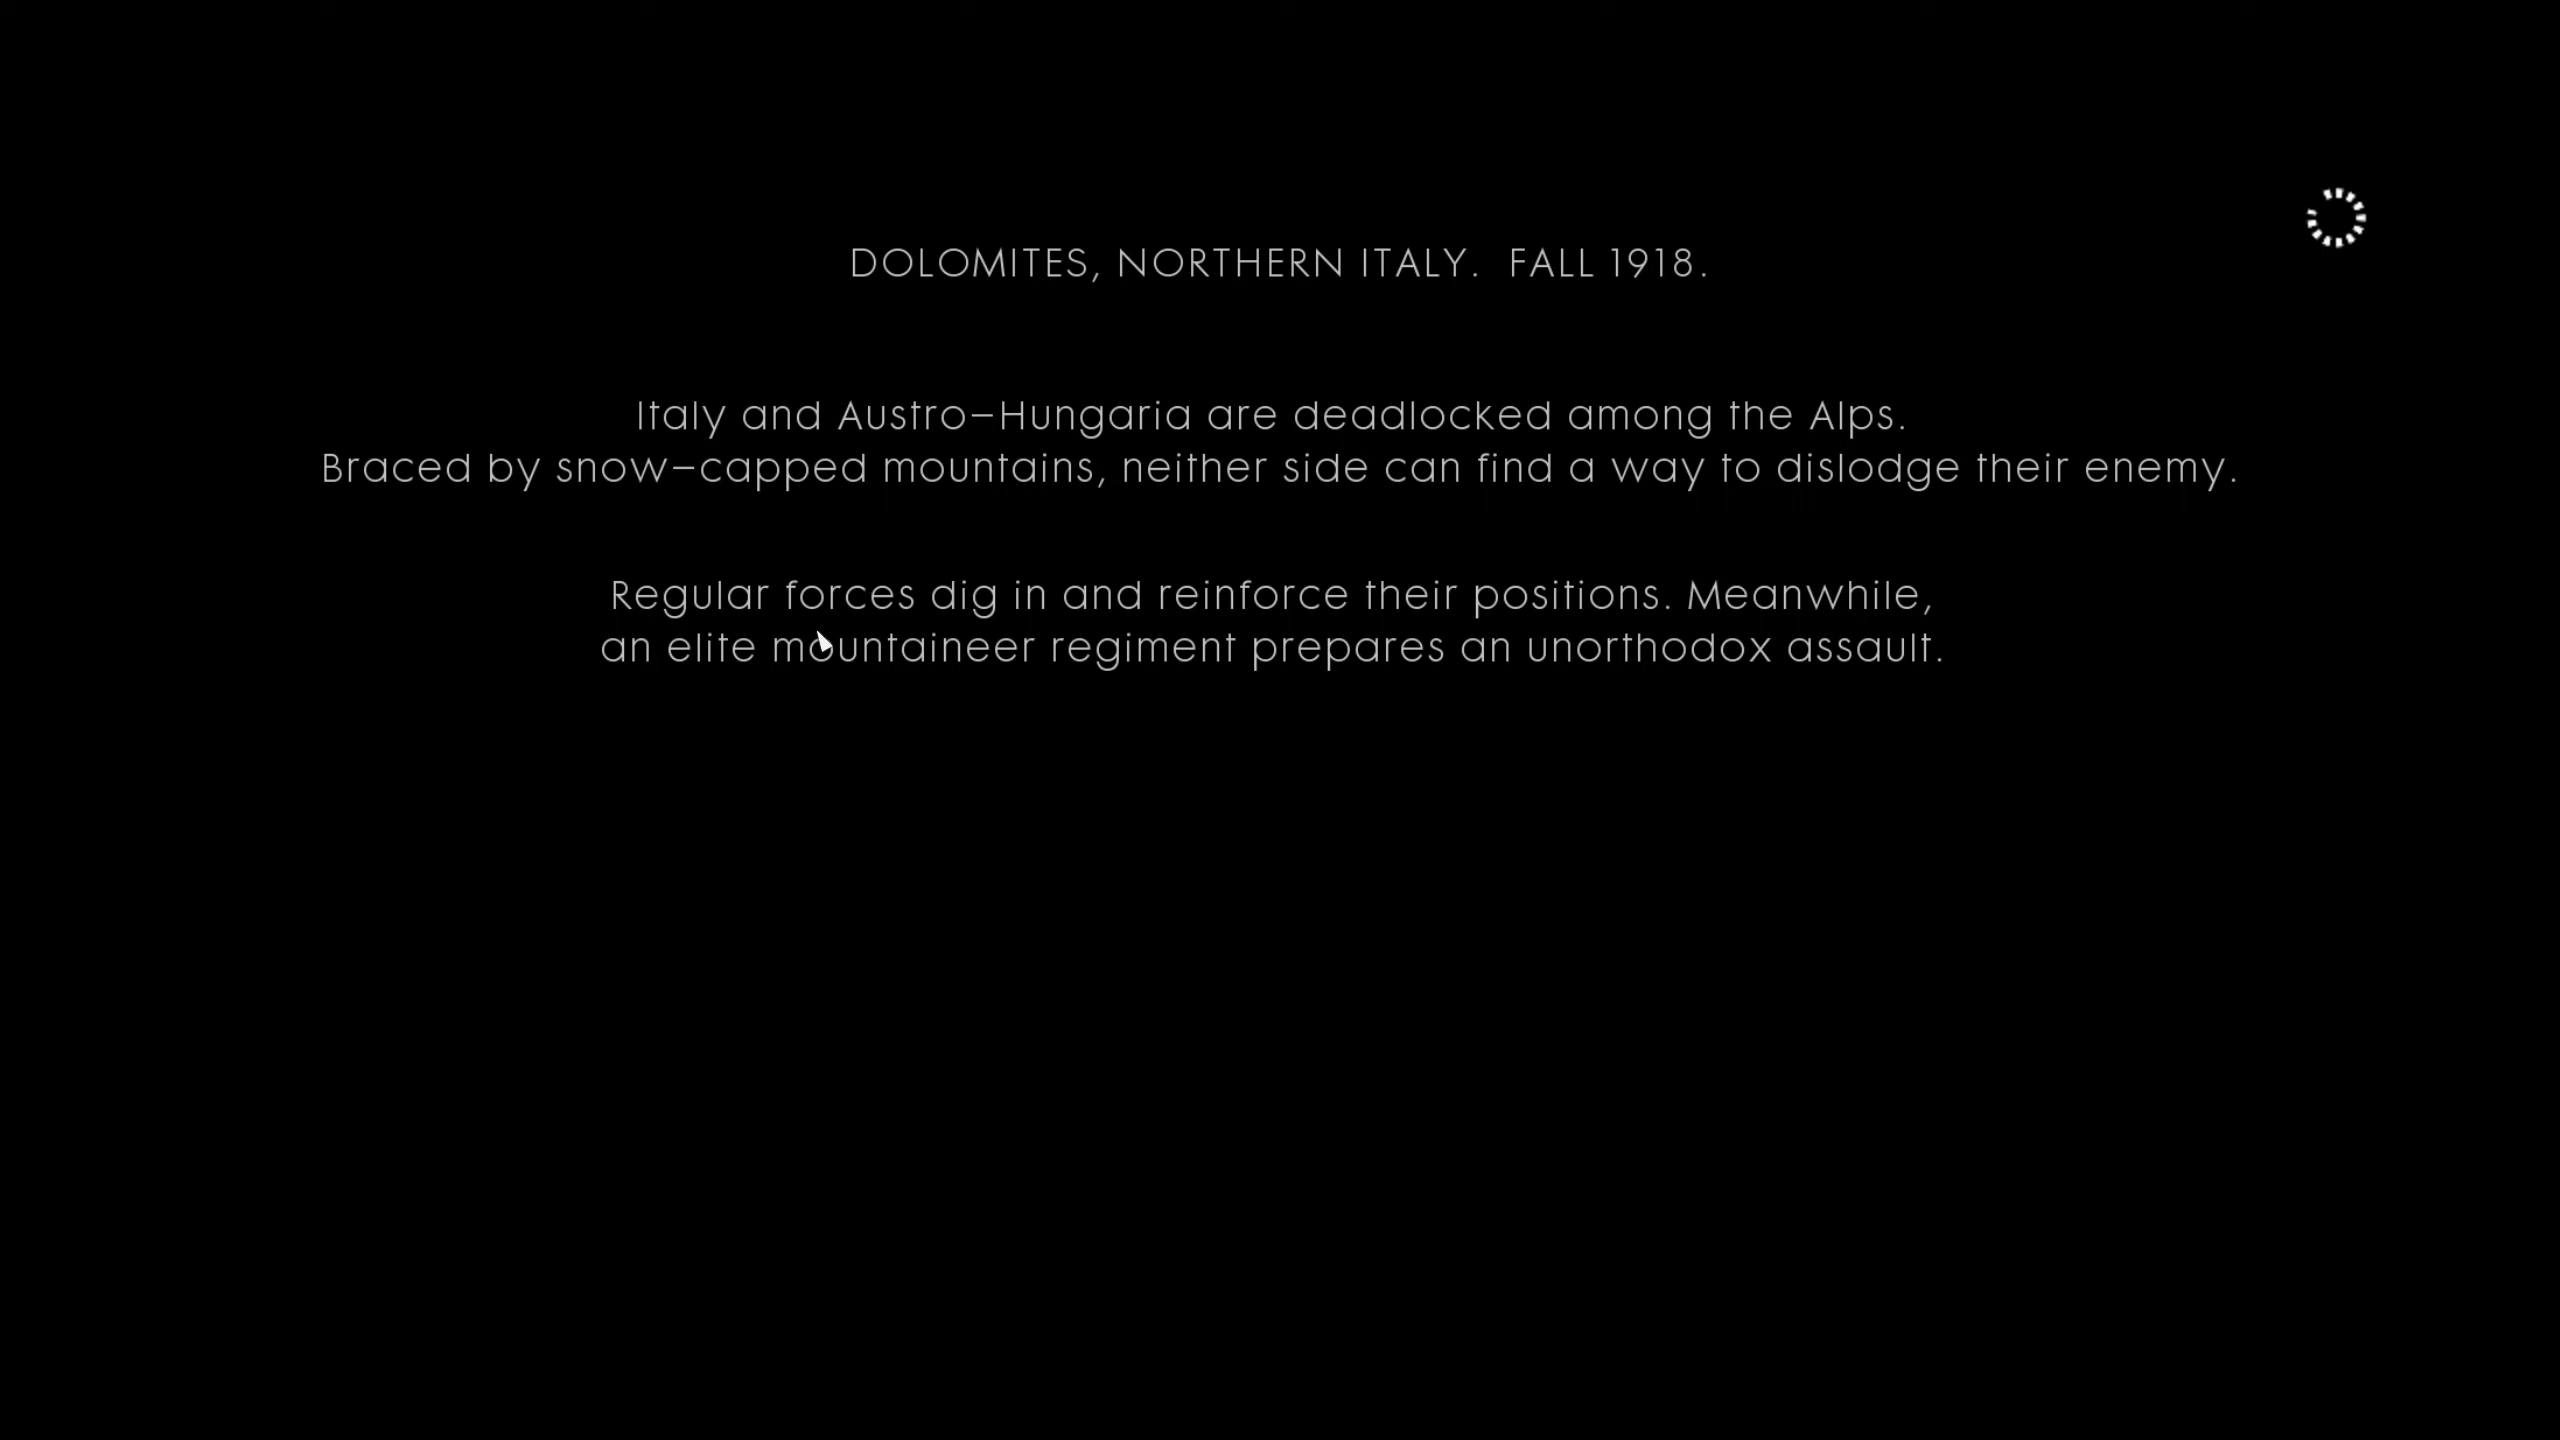 DOLOMITES, NORTHERN ITALY.  FALL 1918.
Italy and Austro-Hungaria are deadlocked among the Alps.
Braced by snow-capped mountains, neither side can find a way to dislodge their enemy.
Regular forces dig in and reinforce their positions. Meanwhile,
an elite mountaineer regiment prepares an unorthodox assault.